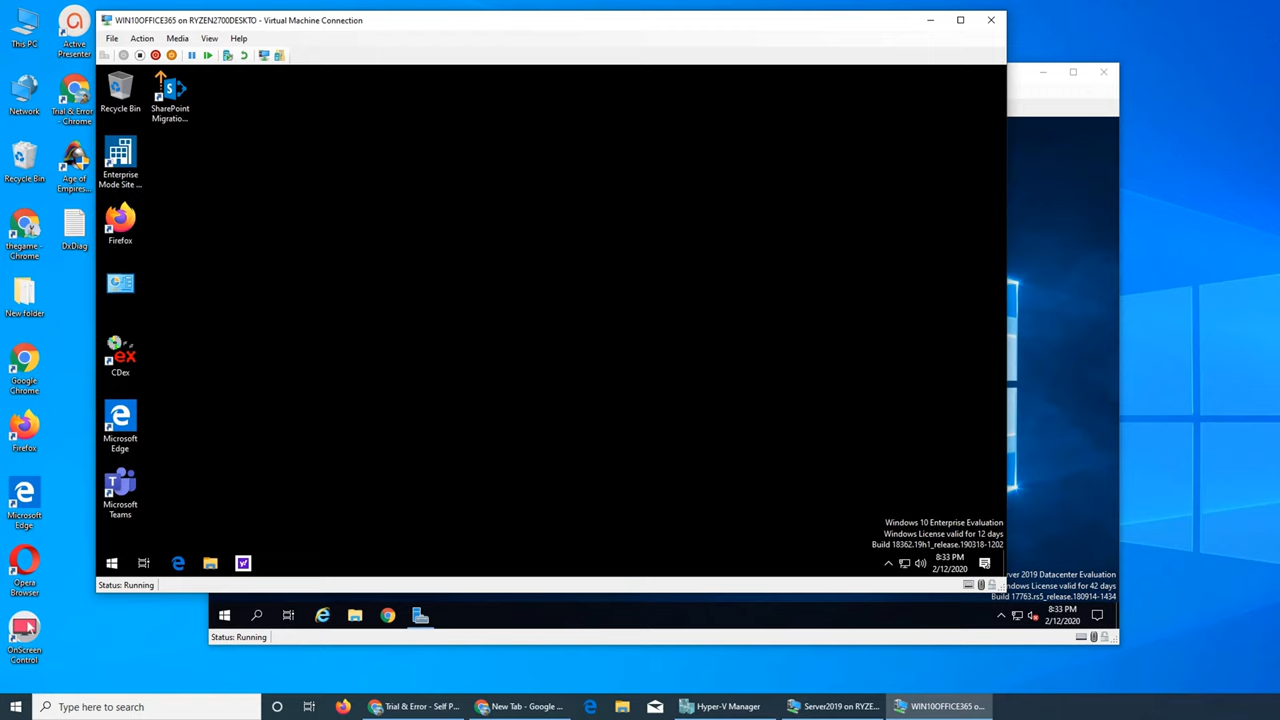 WIN10OFFICE365 on RYZEN2700DESKTO - Virtual Machine Connection
File Action Media View Help
This PC
Active
Presenter
Network
Trial & Error
- Chrome
Recycle Bin
Age of
Empires...
thegame -
Chrome
DxDiag
New folder
Google
Chrome
Firefox
Microsoft
Edge
Opera
Browser
OnScreen
Control
Recycle Bin
SharePoint
Migratio...
Enterprise
Mode Site ...
Firefox
ex
CDex
Microsoft
Edge
Microsoft
Teams
Windows 10 Enterprise Evaluation
Windows License valid for 12 days
Build 18362.19h1_release.190318-1202
8:33 PM
2/12/2020
Status: Running
rver 2019 Datacenter Evaluation
ndows License valid for 42 days
Build 17763.rs5_release.180914-1434
8:33 PM
2/12/2020
Status: Running
Type here to search
Trial & Error - Self P...
New Tab - Google ...
Hyper-V Manager
Server2019 on RYZE...
WIN10OFFICE365 o...